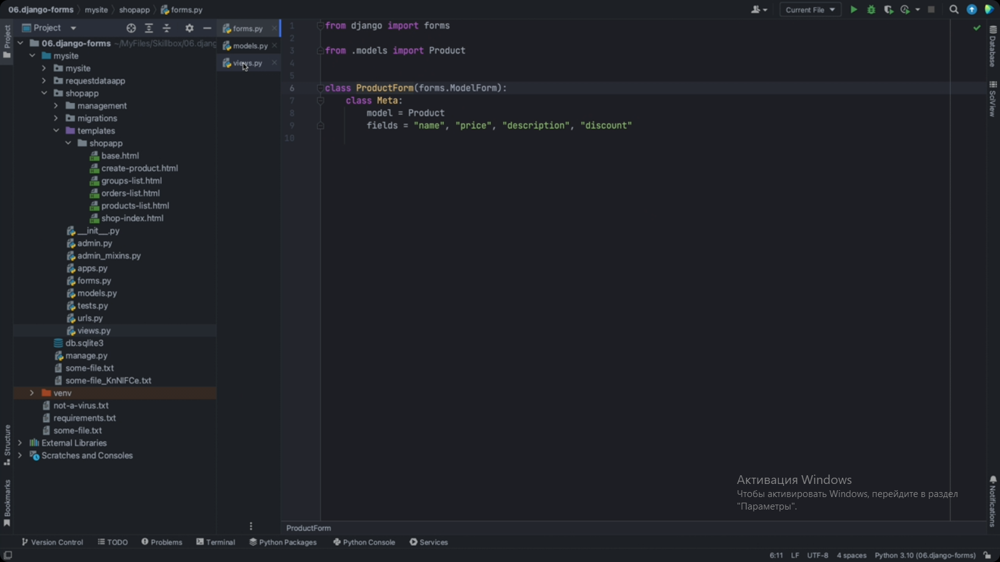 06.django-forms mysite shopapp forms.py
Current File
Project
06.django-forms ~/MyFiles/Skillbox/06.djang
mysite
mysite
requestdataapp
shopapp
management
migrations
templates
shopapp
base.html
create-product.html
groups-list.html
orders-list.html
products-list.html
shop-index.html
__init__.py
admin.py
admin_mixins.py
apps.py
forms.py
models.py
tests.py
urls.py
views.py
db.sqlite3
manage.py
some-file.txt
some-file_KnNlFCe.txt
venv
not-a-virus.txt
requirements.txt
some-file.txt
External Libraries
Scratches and Consoles
Project
Structure
Bookmarks
forms.py
models.py
views.py
1 from django import forms
2
3 from .models import Product
4
5
6 class ProductForm(forms.ModelForm):
7 class Meta:
8 model = Product
9 fields = "name", "price", "description", "discount"
10
Database
SciView
Notifications
Активация Windows
Чтобы активировать Windows, перейдите в раздел
"Параметры".
ProductForm
Version Control TODO Problems Terminal Python Packages Python Console Services
6:11 LF UTF-8 4 spaces Python 3.10 (06.django-forms)